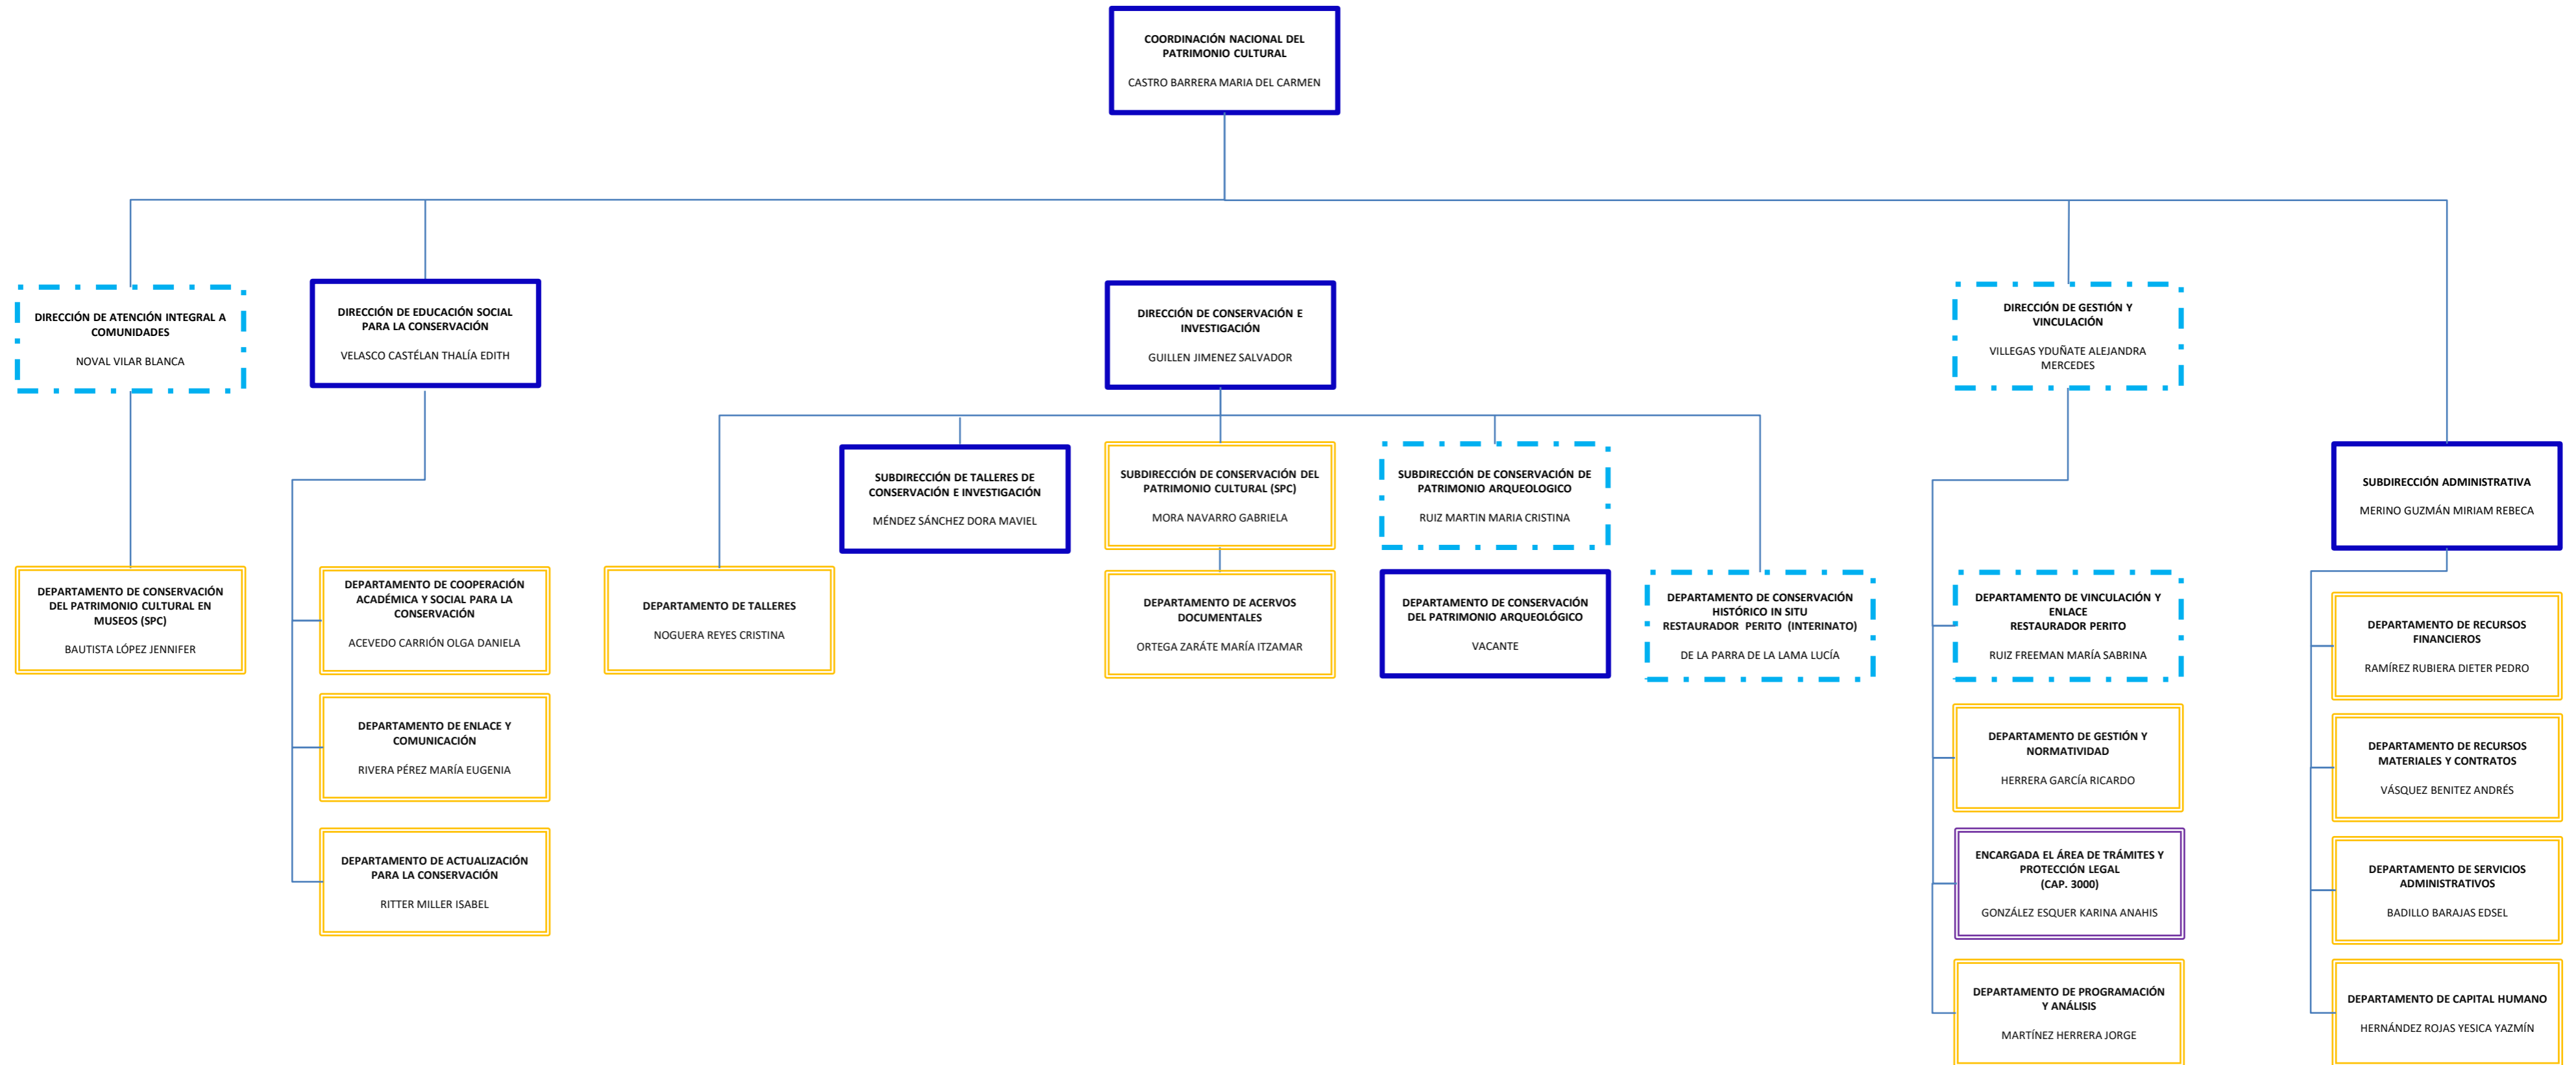 COORDINACIÓN NACIONAL DEL
PATRIMONIO CULTURAL
CASTRO BARRERA MARIA DEL CARMEN
DIRECCIÓN DE ATENCIÓN INTEGRAL A
COMUNIDADES
NOVAL VILAR BLANCA
DIRECCIÓN DE EDUCACIÓN SOCIAL
PARA LA CONSERVACIÓN
VELASCO CASTÉLAN THALÍA EDITH
DIRECCIÓN DE CONSERVACIÓN E
INVESTIGACIÓN
GUILLEN JIMENEZ SALVADOR
DIRECCIÓN DE GESTIÓN Y
VINCULACIÓN
VILLEGAS YDUÑATE ALEJANDRA
MERCEDES
SUBDIRECCIÓN DE TALLERES DE
CONSERVACIÓN E INVESTIGACIÓN
MÉNDEZ SÁNCHEZ DORA MAVIEL
SUBDIRECCIÓN DE CONSERVACIÓN DEL
PATRIMONIO CULTURAL (SPC)
MORA NAVARRO GABRIELA
SUBDIRECCIÓN DE CONSERVACIÓN DE
PATRIMONIO ARQUEOLOGICO
RUIZ MARTIN MARIA CRISTINA
SUBDIRECCIÓN ADMINISTRATIVA
MERINO GUZMÁN MIRIAM REBECA
DEPARTAMENTO DE CONSERVACIÓN
DEL PATRIMONIO CULTURAL EN
MUSEOS (SPC)
BAUTISTA LÓPEZ JENNIFER
DEPARTAMENTO DE COOPERACIÓN
ACADÉMICA Y SOCIAL PARA LA
CONSERVACIÓN
ACEVEDO CARRIÓN OLGA DANIELA
DEPARTAMENTO DE TALLERES
NOGUERA REYES CRISTINA
DEPARTAMENTO DE ACERVOS
DOCUMENTALES
ORTEGA ZARÁTE MARÍA ITZAMAR
DEPARTAMENTO DE CONSERVACIÓN
DEL PATRIMONIO ARQUEOLÓGICO
VACANTE
DEPARTAMENTO DE CONSERVACIÓN
HISTÓRICO IN SITU
RESTAURADOR PERITO (INTERINATO)
DE LA PARRA DE LA LAMA LUCÍA
DEPARTAMENTO DE VINCULACIÓN Y
ENLACE
RESTAURADOR PERITO
RUIZ FREEMAN MARÍA SABRINA
DEPARTAMENTO DE RECURSOS
FINANCIEROS
RAMÍREZ RUBIERA DIETER PEDRO
DEPARTAMENTO DE ENLACE Y
COMUNICACIÓN
RIVERA PÉREZ MARÍA EUGENIA
DEPARTAMENTO DE GESTIÓN Y
NORMATIVIDAD
HERRERA GARCÍA RICARDO
DEPARTAMENTO DE RECURSOS
MATERIALES Y CONTRATOS
VÁSQUEZ BENITEZ ANDRÉS
DEPARTAMENTO DE ACTUALIZACIÓN
PARA LA CONSERVACIÓN
RITTER MILLER ISABEL
ENCARGADA EL ÁREA DE TRÁMITES Y
PROTECCIÓN LEGAL
(CAP. 3000)
GONZÁLEZ ESQUER KARINA ANAHIS
DEPARTAMENTO DE SERVICIOS
ADMINISTRATIVOS
BADILLO BARAJAS EDSEL
DEPARTAMENTO DE PROGRAMACIÓN
Y ANÁLISIS
MARTÍNEZ HERRERA JORGE
DEPARTAMENTO DE CAPITAL HUMANO
HERNÁNDEZ ROJAS YESICA YAZMÍN